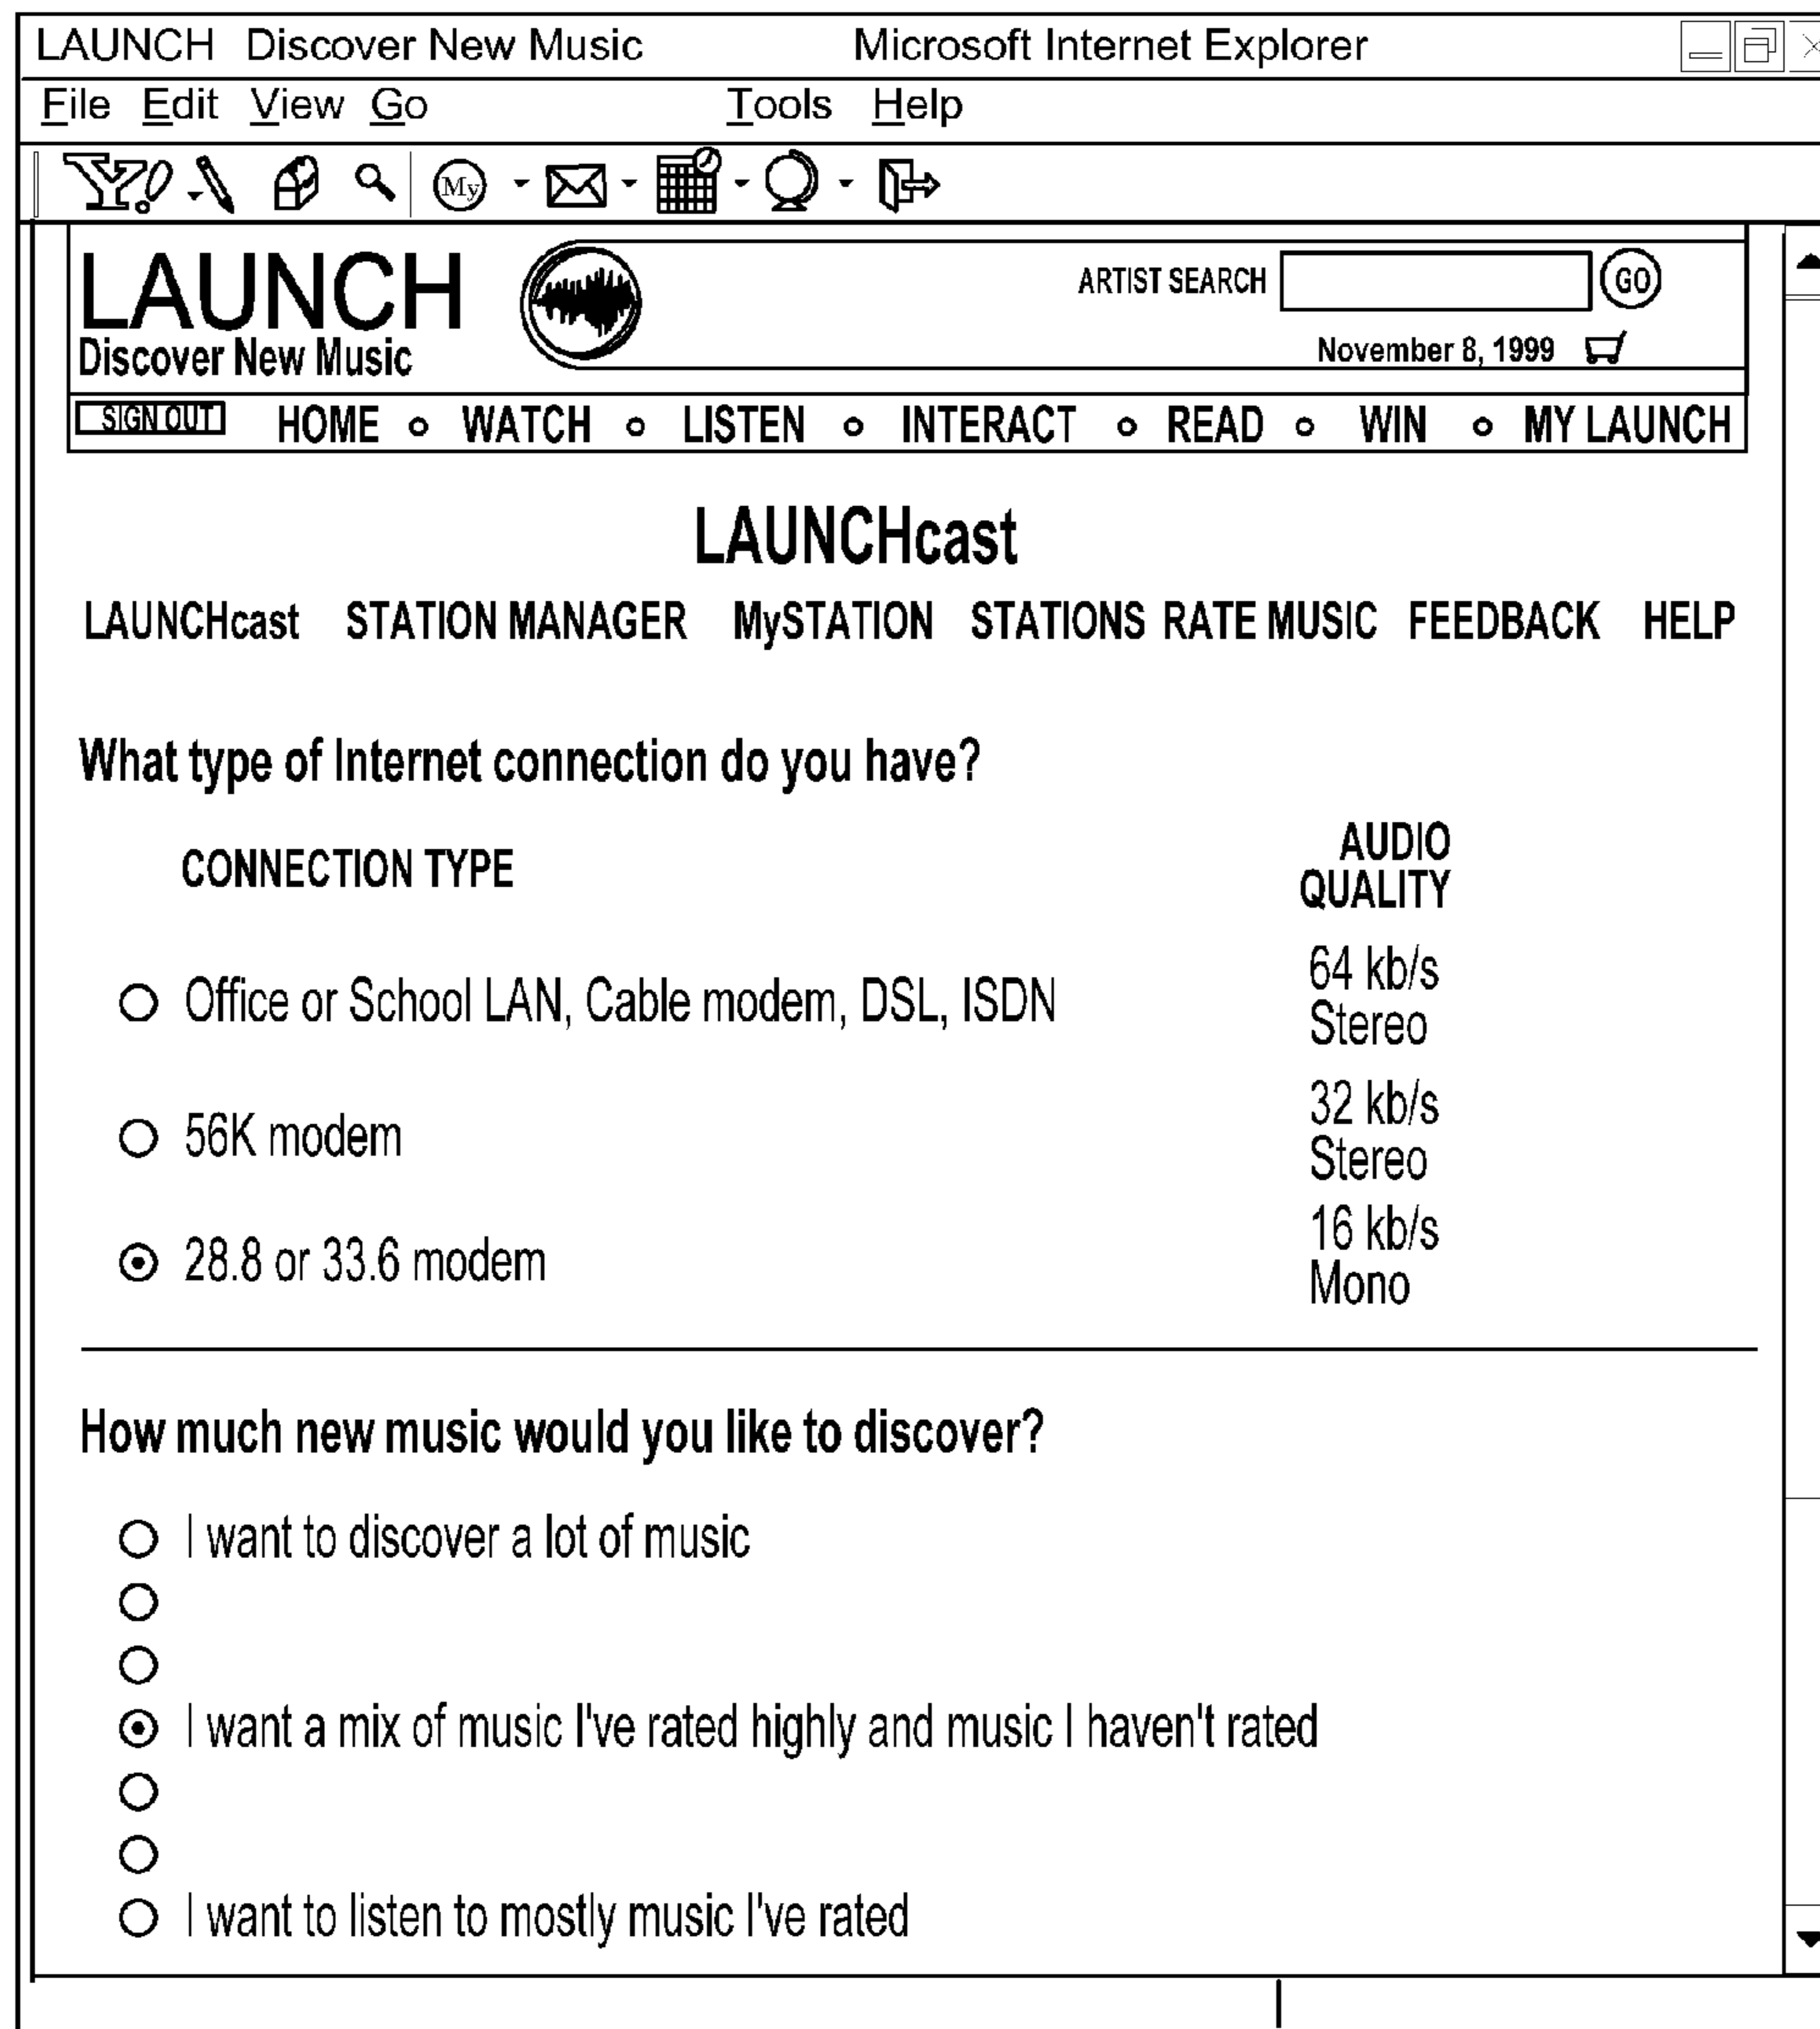 LAUNCH Discover New Music Microsoft Internet Explorer
File Edit View Go Tools Help
Y! My
LAUNCH
Discover New Music
ARTIST SEARCH GO
November 8, 1999
SIGN OUT HOME WATCH LISTEN INTERACT READ WIN MY LAUNCH
LAUNCHcast
LAUNCHcast STATION MANAGER MySTATION STATIONS RATE MUSIC FEEDBACK HELP
What type of Internet connection do you have?
CONNECTION TYPE
AUDIO
QUALITY
Office or School LAN, Cable modem, DSL, ISDN
64 kb/s
Stereo
56K modem
32 kb/s
Stereo
28.8 or 33.6 modem
16 kb/s
Mono
How much new music would you like to discover?
I want to discover a lot of music
I want a mix of music I've rated highly and music I haven't rated
I want to listen to mostly music I've rated